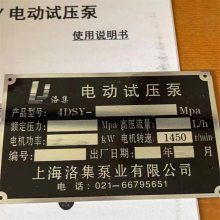 电动试压泵
使用说明书
洛集 电动试压泵
产品型号: 4DSY- Mpa
额定压力: Mpa 高压流量: L/h
电机功率: kW 电机转速 1450 r/min
编号: 出厂日期: 年 月
上海洛集泵业有限公司
电话:021-66795651